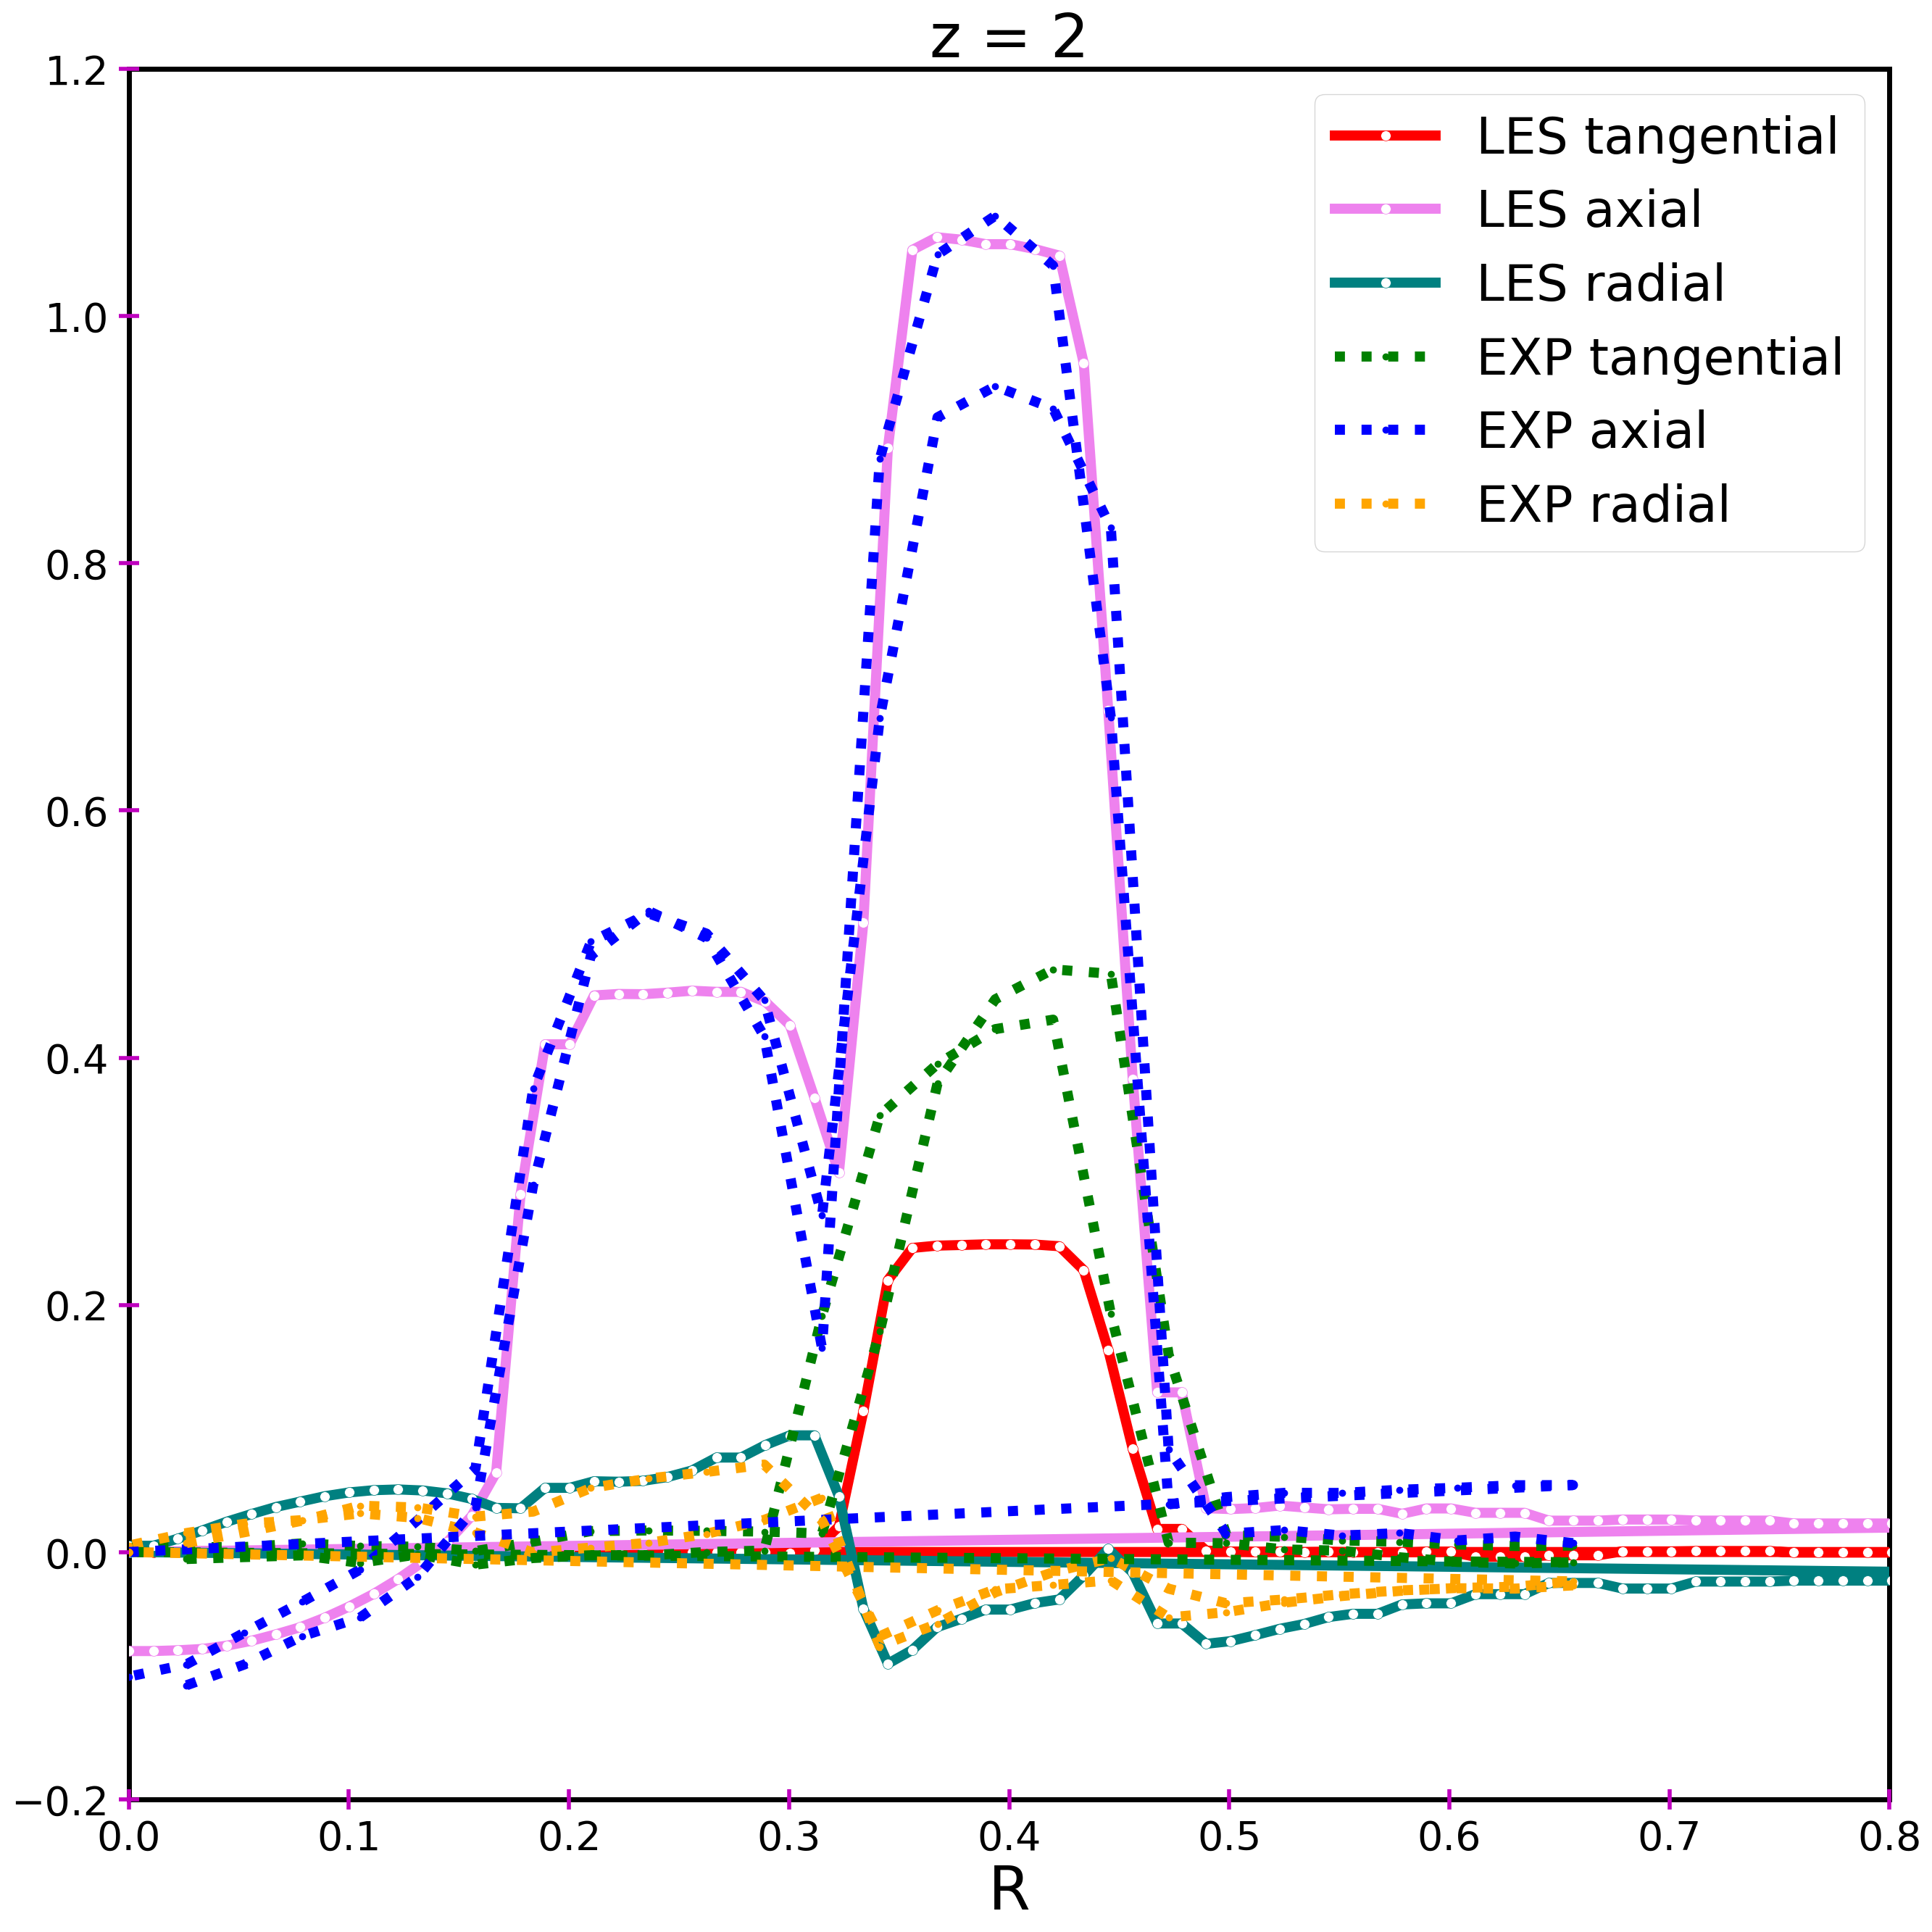 z = 2
1.2
1.0
0.8
0.6
0.4
0.2
0.0
−0.2
LES tangential
LES axial
LES radial
EXP tangential
EXP axial
EXP radial
0.0 0.1 0.2 0.3 0.4 0.5 0.6 0.7 0.8
R